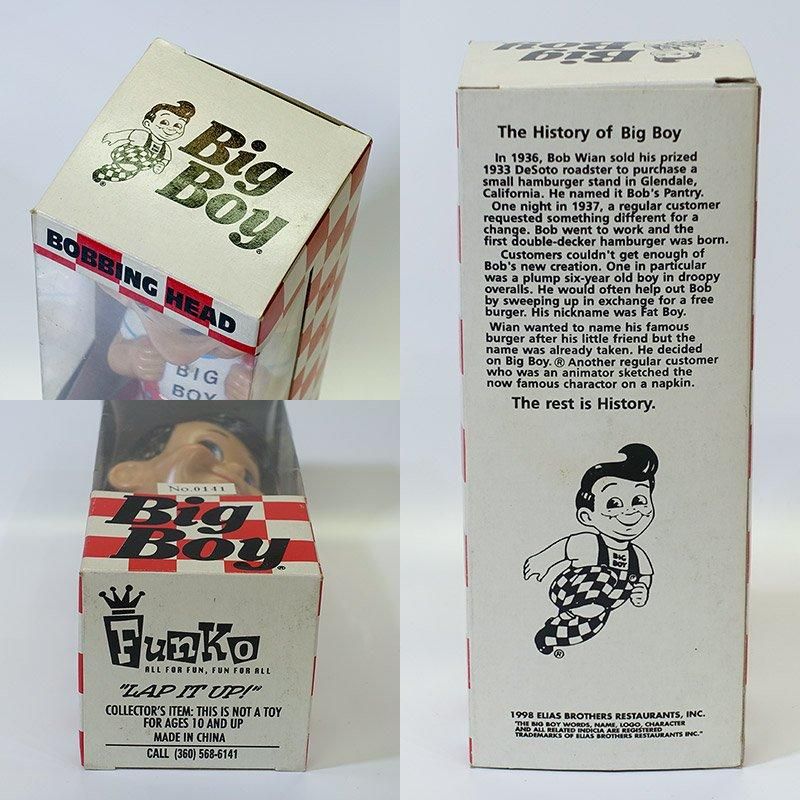 Big
Boy®
BOBBING HEAD
BIG
BOY
No.0141
Big
Boy®
FunKo
ALL FOR FUN, FUN FOR ALL
"LAP IT UP!"
COLLECTOR'S ITEM: THIS IS NOT A TOY
FOR AGES 10 AND UP
MADE IN CHINA
CALL (360) 568-6141
Big
Boy
The History of Big Boy
In 1936, Bob Wian sold his prized
1933 DeSoto roadster to purchase a
small hamburger stand in Glendale,
California. He named it Bob's Pantry.
One night in 1937, a regular customer
requested something different for a
change. Bob went to work and the
first double-decker hamburger was born.
Customers couldn't get enough of
Bob's new creation. One in particular
was a plump six-year old boy in droopy
overalls. He would often help out Bob
by sweeping up in exchange for a free
burger. His nickname was Fat Boy.
Wian wanted to name his famous
burger after his little friend but the
name was already taken. He decided
on Big Boy.® Another regular customer
who was an animator sketched the
now famous charactor on a napkin.
The rest is History.
BIG
BOY
®
1998 ELIAS BROTHERS RESTAURANTS, INC.
"THE BIG BOY WORDS, NAME, LOGO, CHARACTER
AND ALL RELATED INDICIA ARE REGISTERED
TRADEMARKS OF ELIAS BROTHERS RESTAURANTS INC."